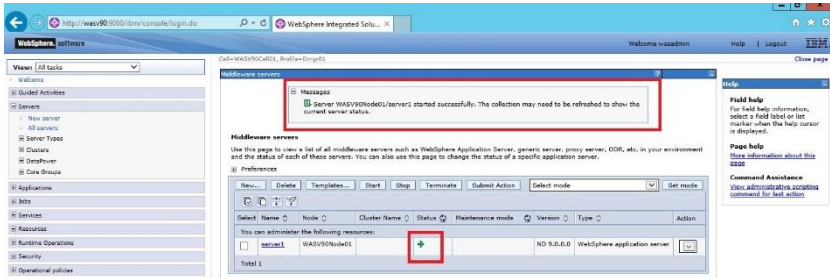 http://wasv90:9060/ibm/console/login.do
WebSphere Integrated Solu...
WebSphere. software
Welcome wasadmin
Help | Logout
IBM
View: All tasks
Cell=WASV90Cell01, Profile=Dmgr01
Close page
Welcome
Guided Activities
Servers
New server
All servers
Server Types
Clusters
DataPower
Core Groups
Applications
Jobs
Services
Resources
Runtime Operations
Security
Operational policies
Middleware servers
Messages
Server WASV90Node01/server1 started successfully. The collection may need to be refreshed to show the
current server status.
Middleware servers
Use this page to view a list of all middleware servers such as WebSphere Application Server, generic server, proxy server, ODR, etc. in your environment
and the status of each of these servers. You can also use this page to change the status of a specific application server.
Preferences
New... Delete Templates... Start Stop Terminate Submit Action Select mode Set mode
Select Name Node Cluster Name Status Maintenance mode Version Type Action
You can administer the following resources:
server1 WASV90Node01 ND 9.0.0.0 WebSphere application server
Total 1
Help
Field help
For field help information,
select a field label or list
marker when the help cursor
is displayed.
Page help
More information about this
page
Command Assistance
View administrative scripting
command for last action